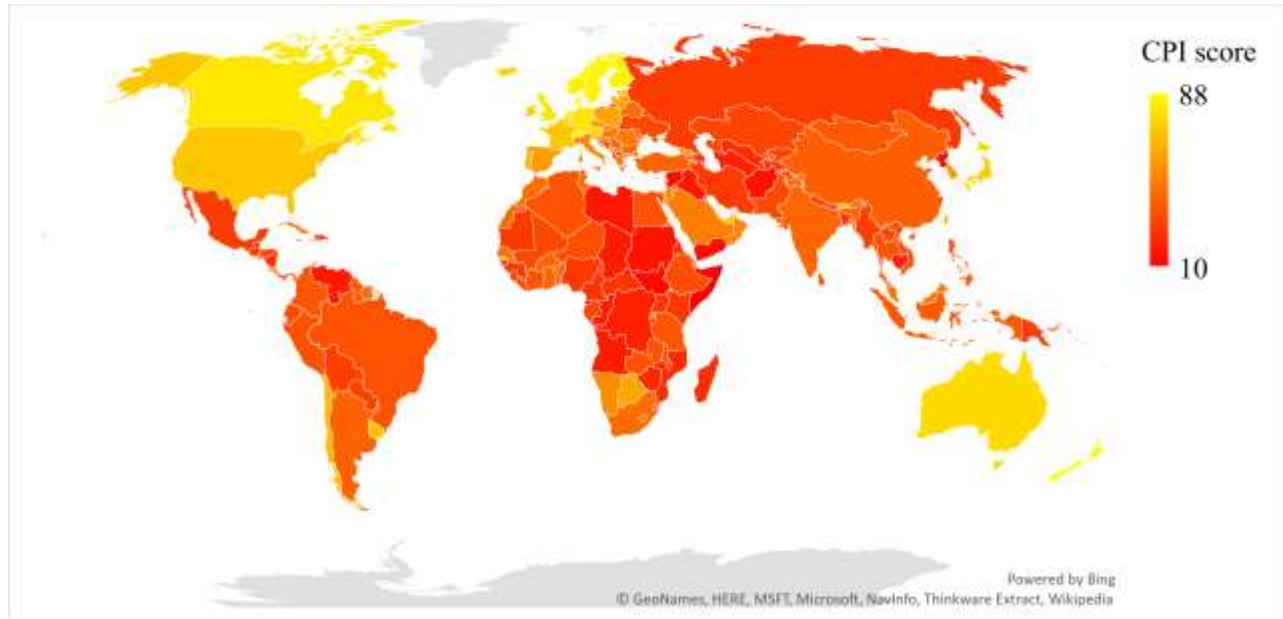 CPI score
88
10
Powered by Bing
© GeoNames, HERE, MSFT, Microsoft, NavInfo, Thinkware Extract, Wikipedia